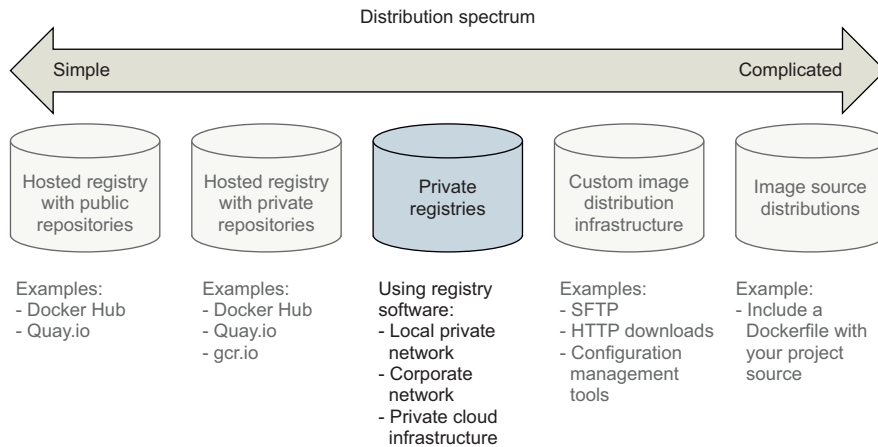 Distribution spectrum
Simple
Complicated
Hosted registry
with public
repositories
Hosted registry
with private
repositories
Private
registries
Custom image
distribution
infrastructure
Image source
distributions
Examples:
- Docker Hub
- Quay.io
Examples:
- Docker Hub
- Quay.io
- gcr.io
Using registry
software:
- Local private
network
- Corporate
network
- Private cloud
infrastructure
Examples:
- SFTP
- HTTP downloads
- Configuration
management
tools
Example:
- Include a
Dockerfile with
your project
source